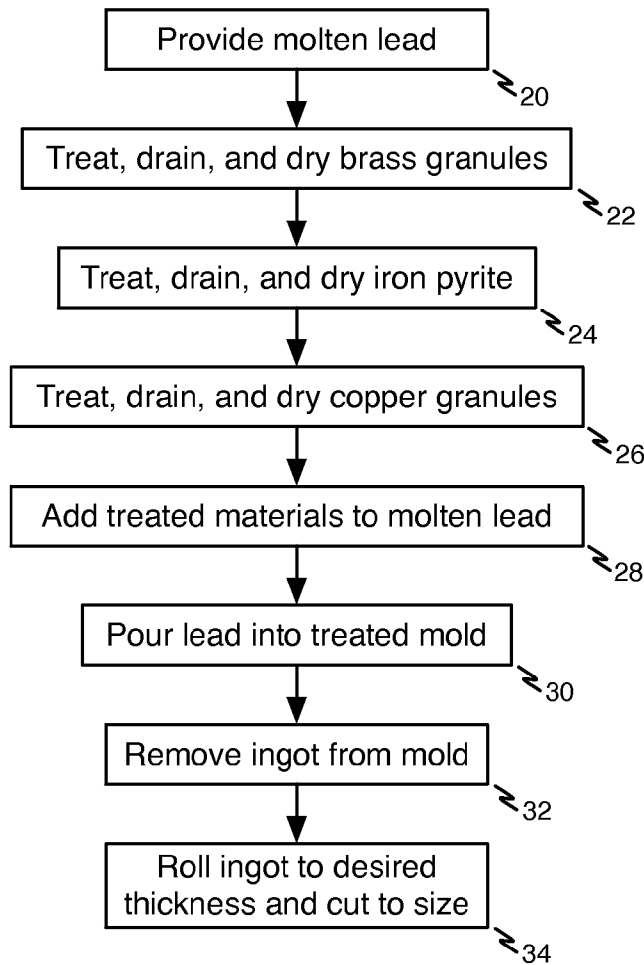 Provide molten lead
20
Treat, drain, and dry brass granules
22
Treat, drain, and dry iron pyrite
24
Treat, drain, and dry copper granules
26
Add treated materials to molten lead
28
Pour lead into treated mold
30
Remove ingot from mold
32
Roll ingot to desired
thickness and cut to size
34